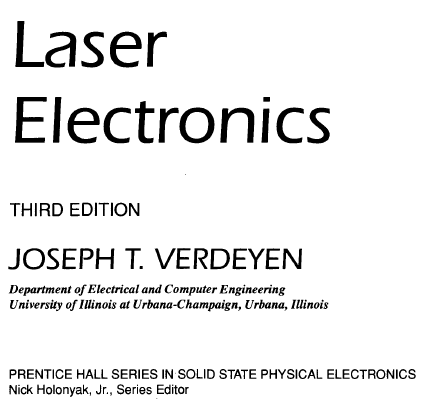 Laser
Electronics
THIRD EDITION
JOSEPH T. VERDEYEN
Department of Electrical and Computer Engineering
University of Illinois at Urbana-Champaign, Urbana, Illinois
PRENTICE HALL SERIES IN SOLID STATE PHYSICAL ELECTRONICS
Nick Holonyak, Jr., Series Editor